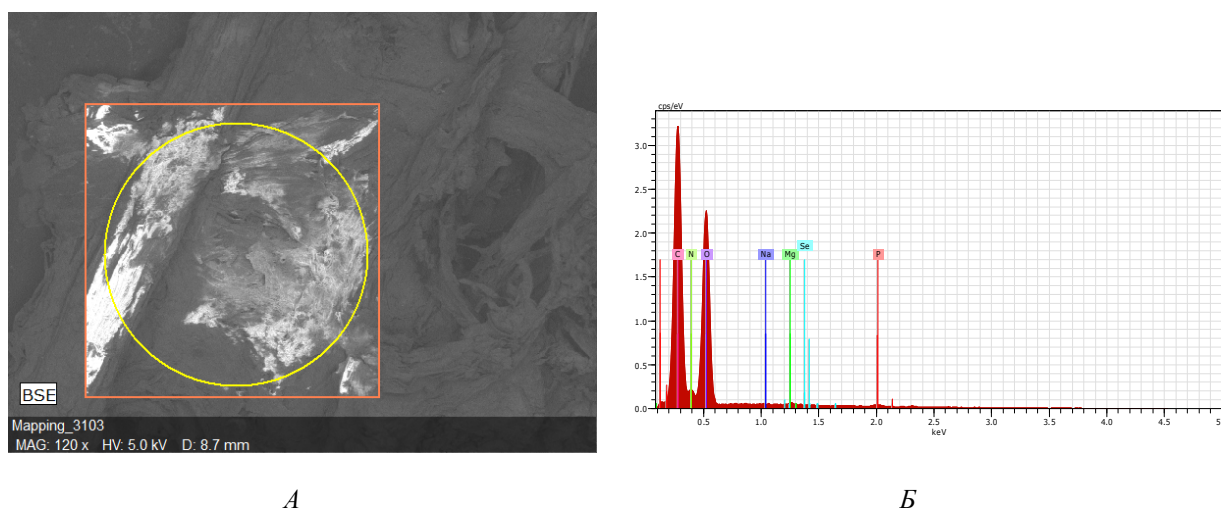 BSE
Mapping_3103
MAG: 120 x HV: 5.0 kV D: 8.7 mm
А
cps/eV
3.0
2.5
2.0
1.5
1.0
0.5
0.0
C N O Na Mg Se P
0.5 1.0 1.5 2.0 2.5 3.0 3.5 4.0 4.5 5
keV
Б